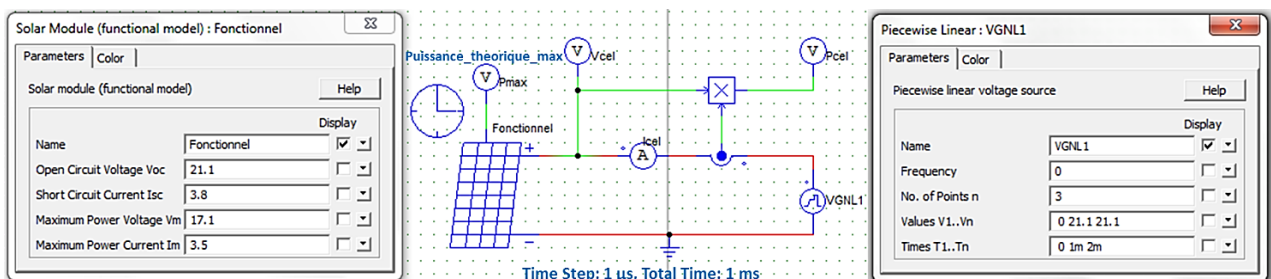 Solar Module (functional model) : Fonctionnel
Parameters
Color
Solar module (functional model)
Help
Display
Name
Fonctionnel
Open Circuit Voltage Voc
21.1
Short Circuit Current Isc
3.8
Maximum Power Voltage Vm
17.1
Maximum Power Current Im
3.5
Puissance_theorique_max
V
Vcel
V
Pcel
V
Pmax
Fonctionnel
+
Icel
A
VGNL1
−
Time Step: 1 µs. Total Time: 1 ms
Piecewise Linear : VGNL1
Parameters
Color
Piecewise linear voltage source
Help
Display
Name
VGNL1
Frequency
0
No. of Points n
3
Values V1..Vn
0 21.1 21.1
Times T1..Tn
0 1m 2m